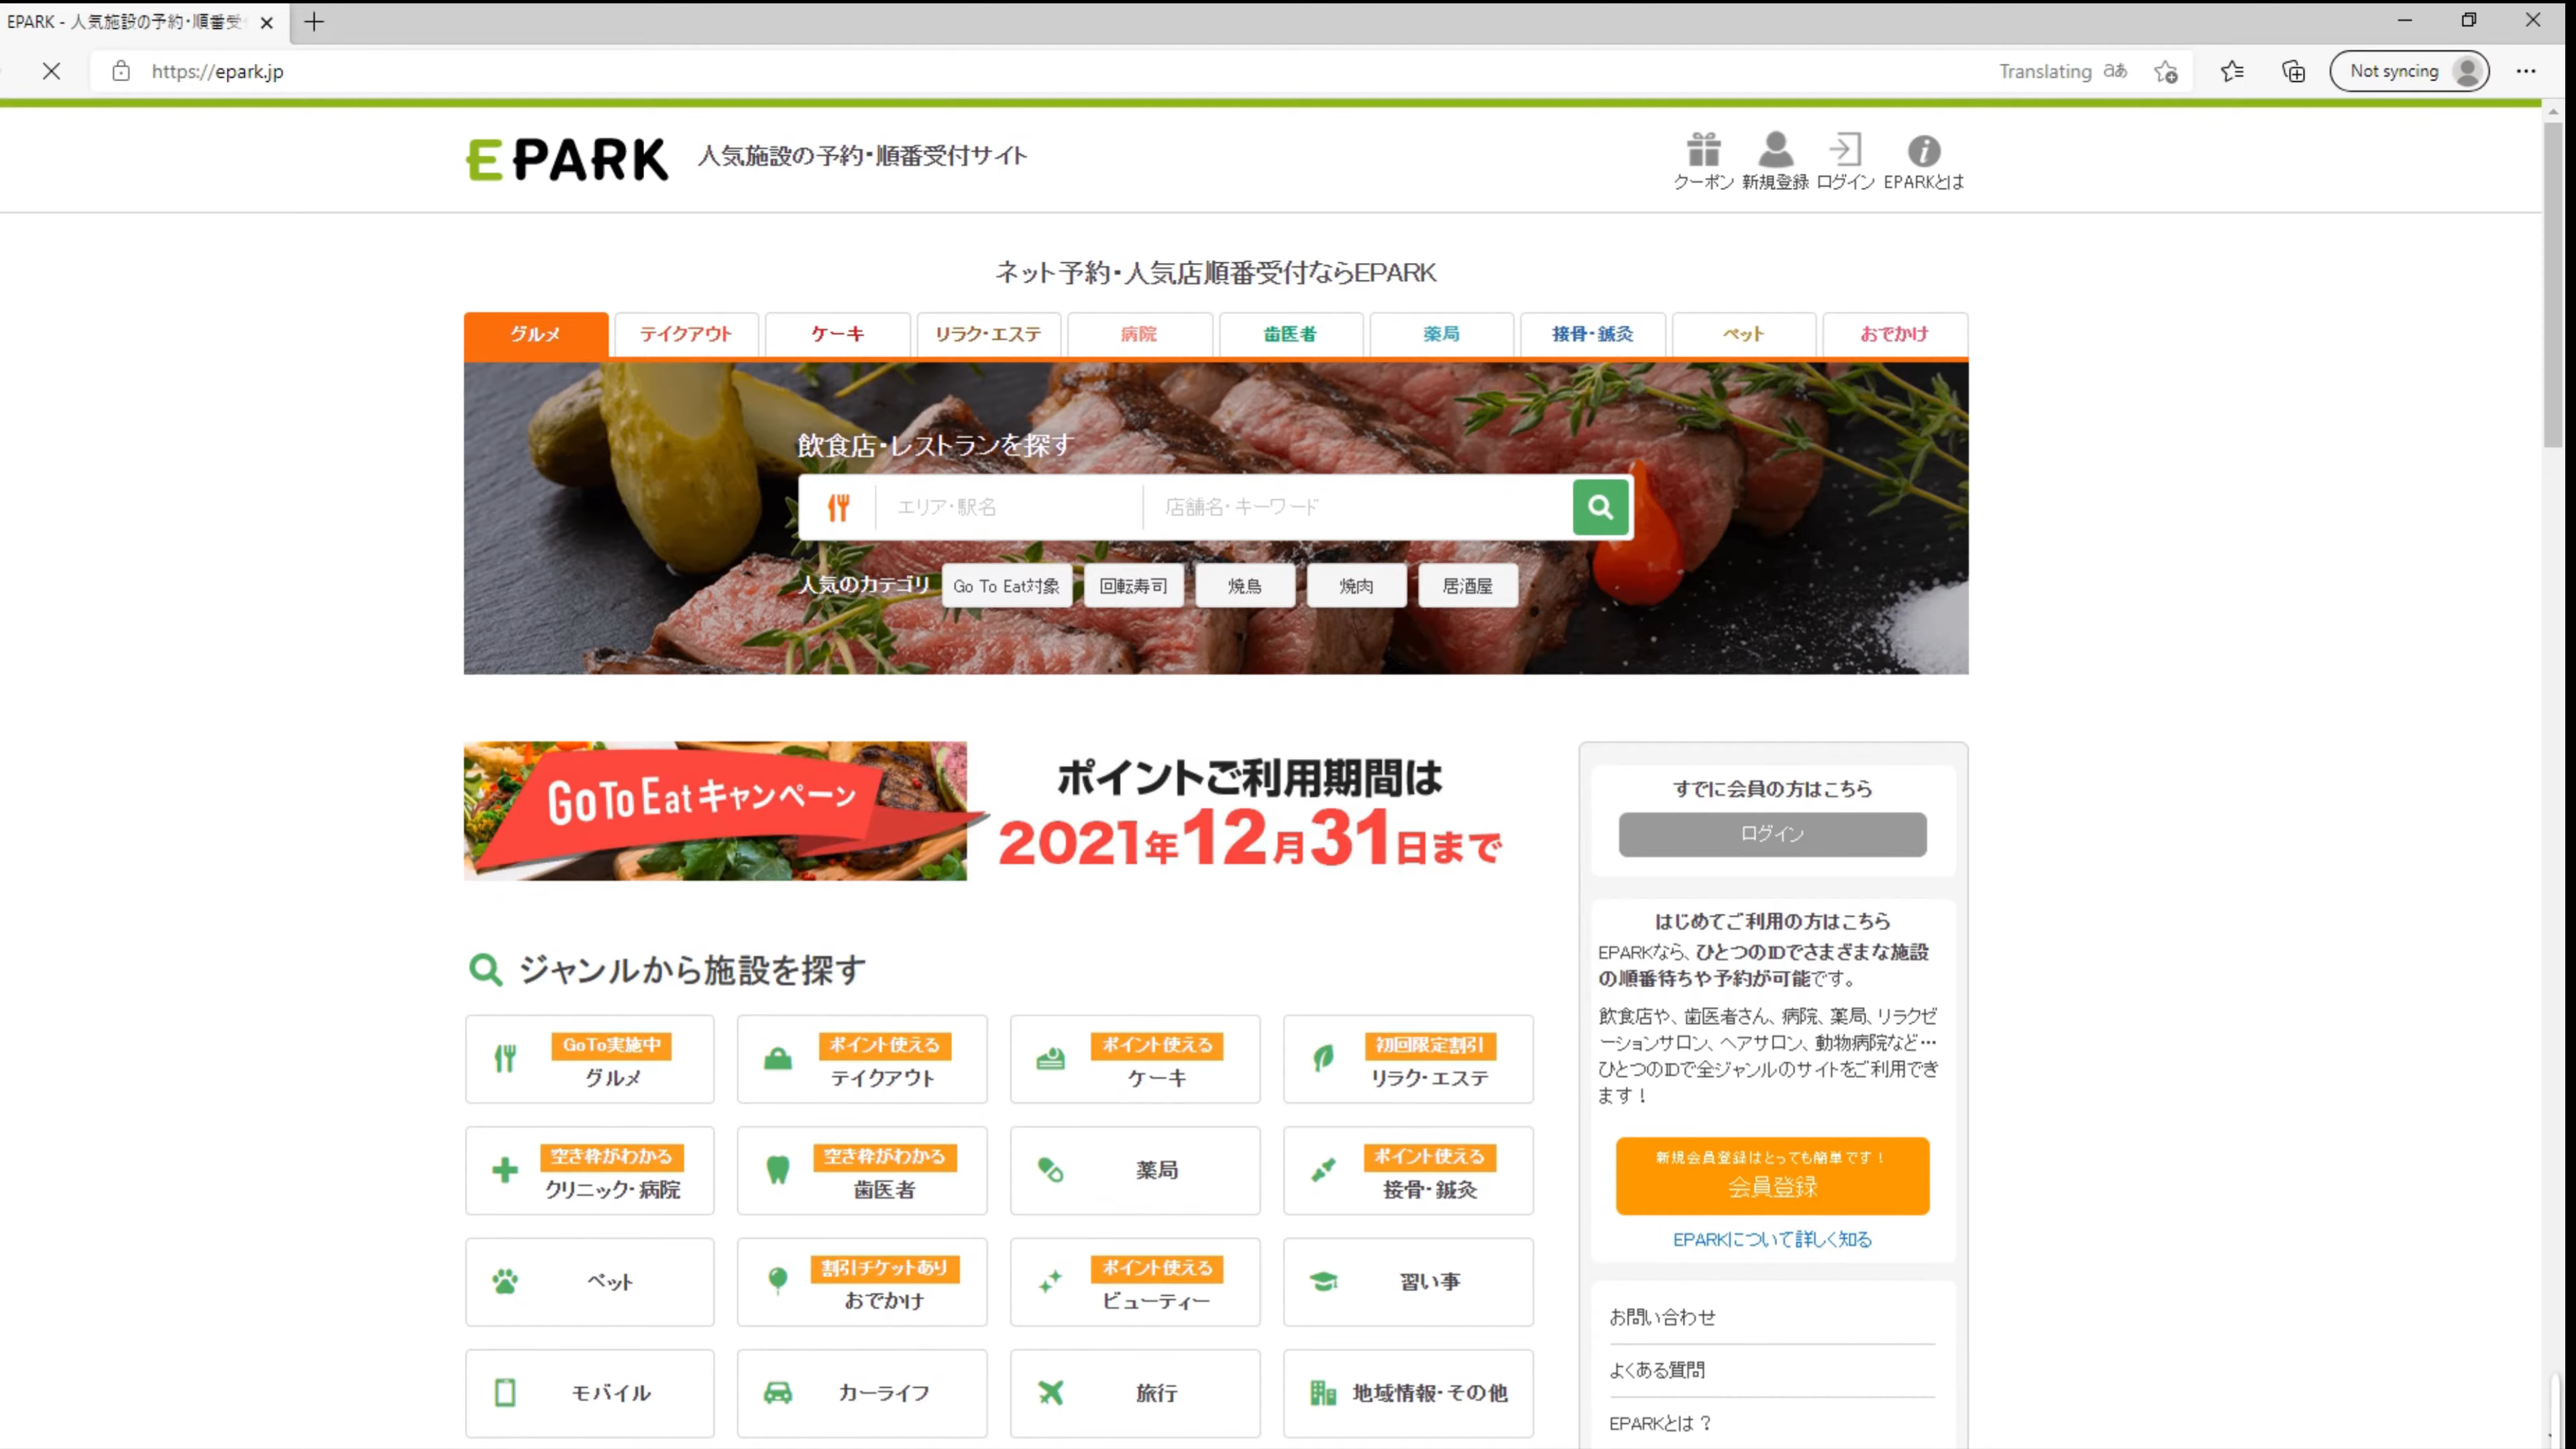 EPARK - 人気施設の予約・順番受
https://epark.jp
Translating
Not syncing
EPARK 人気施設の予約・順番受付サイト
クーポン 新規登録 ログイン EPARKとは
ネット予約・人気店順番受付ならEPARK
グルメ テイクアウト ケーキ リラク・エステ 病院 歯医者 薬局 接骨・鍼灸 ペット おでかけ
飲食店・レストランを探す
エリア・駅名 店舗名・キーワード
人気のカテゴリ Go To Eat対象 回転寿司 焼鳥 焼肉 居酒屋
GoToEatキャンペーン
ポイントご利用期間は
2021年12月31日まで
ジャンルから施設を探す
GoTo実施中
グルメ
ポイント使える
テイクアウト
ポイント使える
ケーキ
初回限定割引
リラク・エステ
空き枠がわかる
クリニック・病院
空き枠がわかる
歯医者
薬局
ポイント使える
接骨・鍼灸
ペット
割引チケットあり
おでかけ
ポイント使える
ビューティー
習い事
モバイル
カーライフ
旅行
地域情報・その他
すでに会員の方はこちら
ログイン
はじめてご利用の方はこちら
EPARKなら、ひとつのIDでさまざまな施設
の順番待ちや予約が可能です。
飲食店や、歯医者さん、病院、薬局、リラクゼ
ーションサロン、ヘアサロン、動物病院など…
ひとつのIDで全ジャンルのサイトをご利用でき
ます！
新規会員登録はとっても簡単です！
会員登録
EPARKについて詳しく知る
お問い合わせ
よくある質問
EPARKとは？